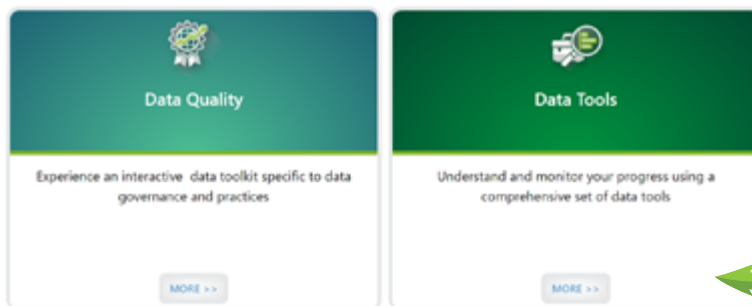 Data Quality
Experience an interactive data toolkit specific to data
governance and practices
MORE >>
Data Tools
Understand and monitor your progress using a
comprehensive set of data tools
MORE >>